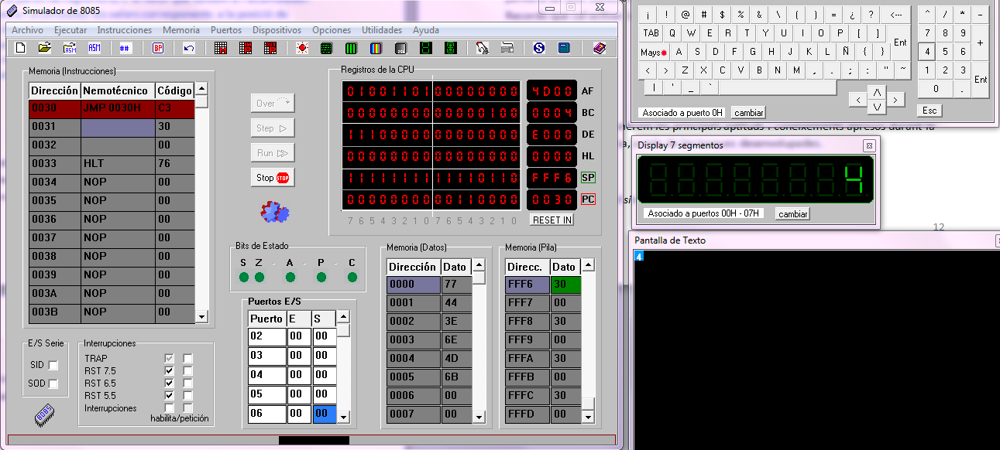 Simulador de 8085
Archivo Ejecutar Instrucciones Memoria Puertos Dispositivos Opciones Utilidades Ayuda
ASM ASM ## BP S
Memoria (Instrucciones)
Dirección Nemotécnico Código
0030 JMP 0030H C3
0031 30
0032 00
0033 HLT 76
0034 NOP 00
0035 NOP 00
0036 NOP 00
0037 NOP 00
0038 NOP 00
0039 NOP 00
003A NOP 00
003B NOP 00
Over
Step
Run
Stop STOP
Registros de la CPU
01001101 00000000 4D00 AF
00000000 00000100 0004 BC
11100000 00000000 E000 DE
00000000 00000000 0000 HL
11111111 11110110 FFF6 SP
00000000 00110000 0030 PC
7 6 5 4 3 2 1 0 7 6 5 4 3 2 1 0
RESET IN
Bits de Estado
S Z - A - P - C
Puertos E/S
Puerto E S
02 00 00
03 00 00
04 00 00
05 00 00
06 00 00
Memoria (Datos)
Dirección Dato
0000 77
0001 44
0002 3E
0003 6E
0004 4D
0005 6B
0006 00
0007 00
Memoria (Pila)
Direcc. Dato
FFF6 30
FFF7 00
FFF8 30
FFF9 00
FFFA 30
FFFB 00
FFFC 30
FFFD 00
E/S Serie
SID
SOD
8085
Interrupciones
TRAP
RST 7.5
RST 6.5
RST 5.5
Interrupciones
habilita/petición
¡ ! @ # $ % & \ ( ) = ¿ ? <---
TAB Q W E R T Y U I O P [ ]
Ent
Mays A S D F G H J K L Ñ { }
< > Z X C V B N M , . ; : " ~
| ' _ `
< /\ >
\/
^ / * -
7 8 9
+
4 5 6
1 2 3
Ent
0 .
Esc
Asociado a puerto 0H cambiar
principals aptituds i coneixements apresos durant la
Display 7 segmentos
4
Asociado a puertos 00H - 07H cambiar
12
Pantalla de Texto
4